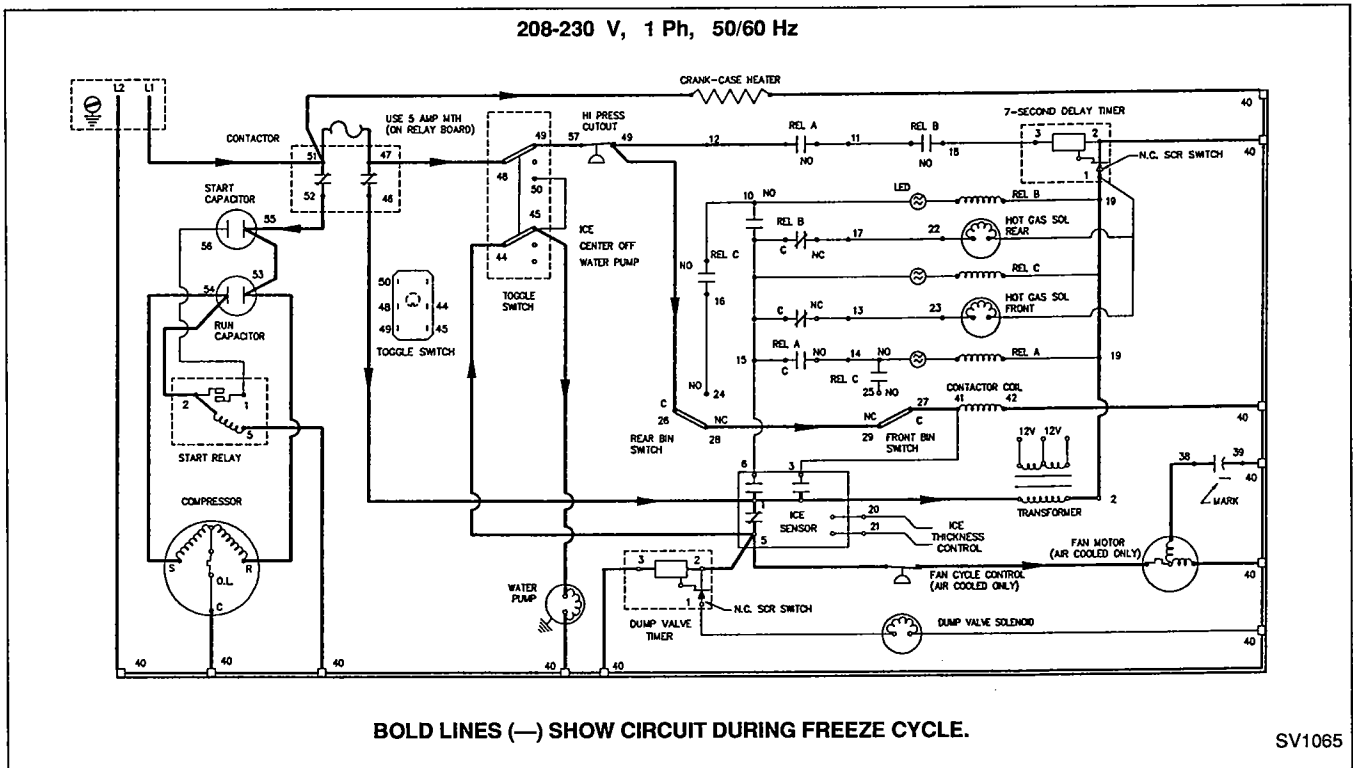 208-230 V, 1 Ph, 50/60 Hz
L2 L1
CRANK-CASE HEATER
40
USE 5 AMP MTH
(ON RELAY BOARD)
CONTACTOR
51 47
52 46
49 57
HI PRESS
CUTOUT
49 12
REL A
NO
11
REL B
NO
18
7-SECOND DELAY TIMER
3 2
1
N.C. SCR SWITCH
40
48
50
45
44
ICE
CENTER OFF
WATER PUMP
TOGGLE
SWITCH
START
CAPACITOR
55
56
53
54
RUN
CAPACITOR
50
48 44
49 45
TOGGLE SWITCH
10 NO
LED
REL B
19
REL B
C NC
17 22
HOT GAS SOL
REAR
REL C
NO
16
REL C
C NC
13 23
HOT GAS SOL
FRONT
15
REL A
C
NO 14 NO
REL A
19
REL C
25 NO
NO 24
2 1
5
START RELAY
C
26
REAR BIN
SWITCH
NC
28
NC
29
27
C
FRONT BIN
SWITCH
CONTACTOR COIL
41 42
40
12V 12V
TRANSFORMER
2
38 39
40
MARK
6 3
1
ICE
SENSOR
5
20
21
ICE
THICKNESS
CONTROL
COMPRESSOR
S R
O.L.
C
WATER
PUMP
3 2
1
N.C. SCR SWITCH
DUMP VALVE
TIMER
FAN CYCLE CONTROL
(AIR COOLED ONLY)
FAN MOTOR
(AIR COOLED ONLY)
40
DUMP VALVE SOLENOID
40
40 40 40 40 40
BOLD LINES (—) SHOW CIRCUIT DURING FREEZE CYCLE.
SV1065